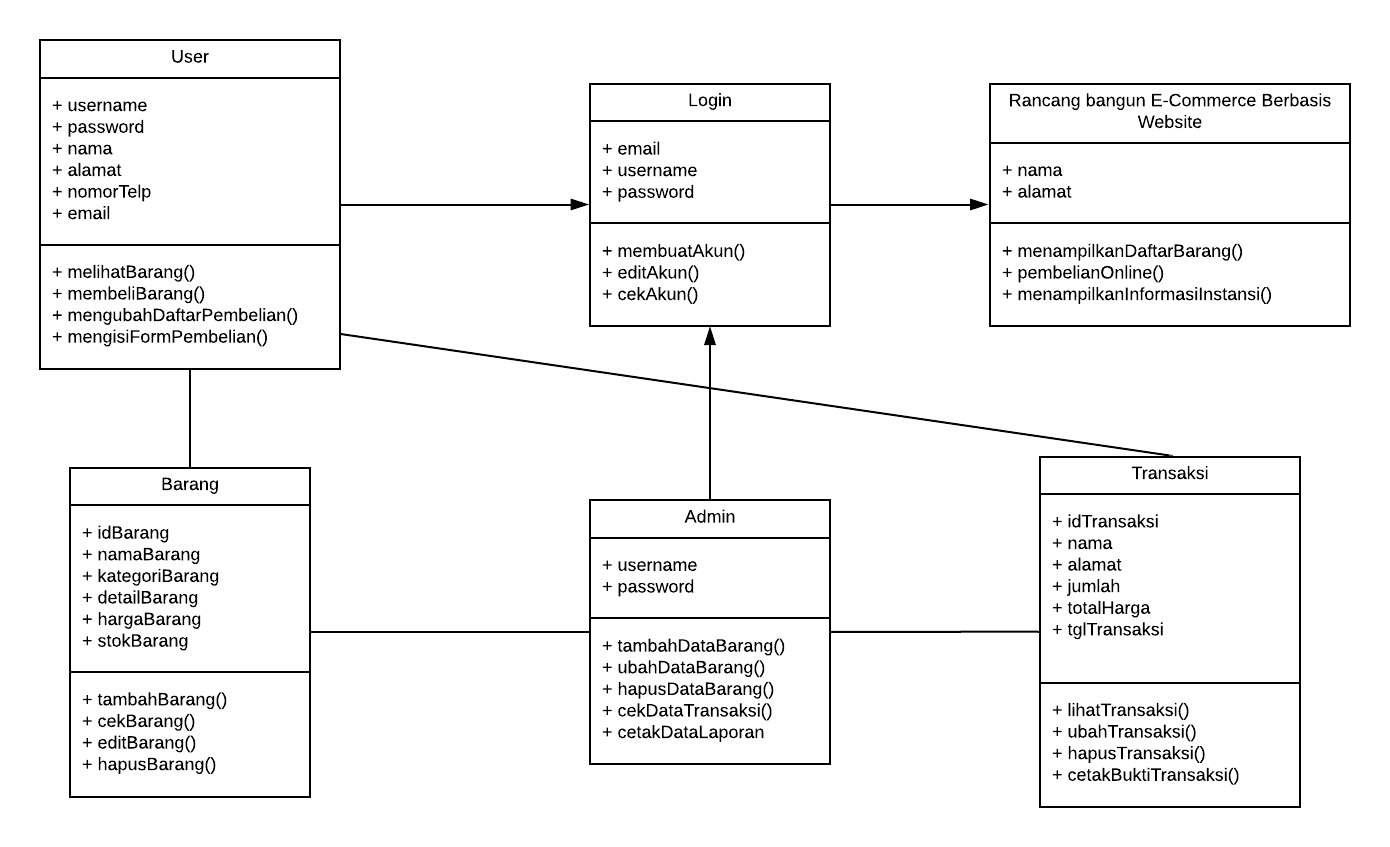 User
+ username
+ password
+ nama
+ alamat
+ nomorTelp
+ email
+ melihatBarang()
+ membeliBarang()
+ mengubahDaftarPembelian()
+ mengisiFormPembelian()
Login
+ email
+ username
+ password
+ membuatAkun()
+ editAkun()
+ cekAkun()
Rancang bangun E-Commerce Berbasis
Website
+ nama
+ alamat
+ menampilkanDaftarBarang()
+ pembelianOnline()
+ menampilkanInformasiInstansi()
Barang
+ idBarang
+ namaBarang
+ kategoriBarang
+ detailBarang
+ hargaBarang
+ stokBarang
+ tambahBarang()
+ cekBarang()
+ editBarang()
+ hapusBarang()
Admin
+ username
+ password
+ tambahDataBarang()
+ ubahDataBarang()
+ hapusDataBarang()
+ cekDataTransaksi()
+ cetakDataLaporan
Transaksi
+ idTransaksi
+ nama
+ alamat
+ jumlah
+ totalHarga
+ tglTransaksi
+ lihatTransaksi()
+ ubahTransaksi()
+ hapusTransaksi()
+ cetakBuktiTransaksi()